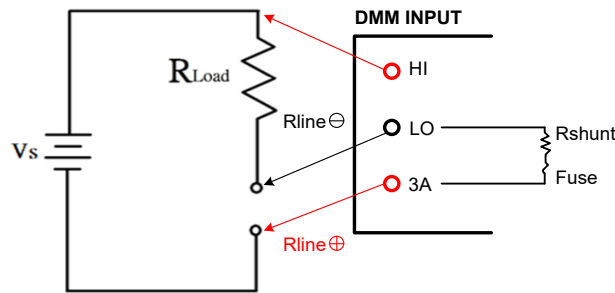 DMM INPUT
HI
RLoad
Rline⊖
LO
Rshunt
Vs
Fuse
3A
Rline⊕